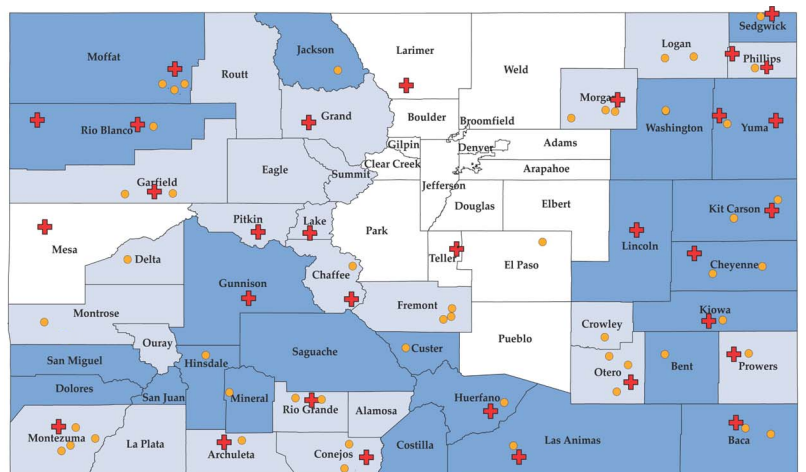 Sedgwick
Moffat
Jackson
Larimer
Logan
Phillips
Routt
Weld
Morgan
Rio Blanco
Grand
Boulder
Broomfield
Washington
Yuma
Gilpin
Denver
Adams
Clear Creek
Garfield
Eagle
Summit
Arapahoe
Jefferson
Douglas
Elbert
Kit Carson
Pitkin
Lake
Park
Mesa
Teller
Lincoln
Delta
El Paso
Cheyenne
Chaffee
Gunnison
Montrose
Fremont
Kiowa
Crowley
Ouray
Pueblo
San Miguel
Hinsdale
Saguache
Custer
Otero
Bent
Prowers
Dolores
San Juan
Mineral
Huerfano
Rio Grande
Alamosa
Montezuma
La Plata
Archuleta
Conejos
Costilla
Las Animas
Baca